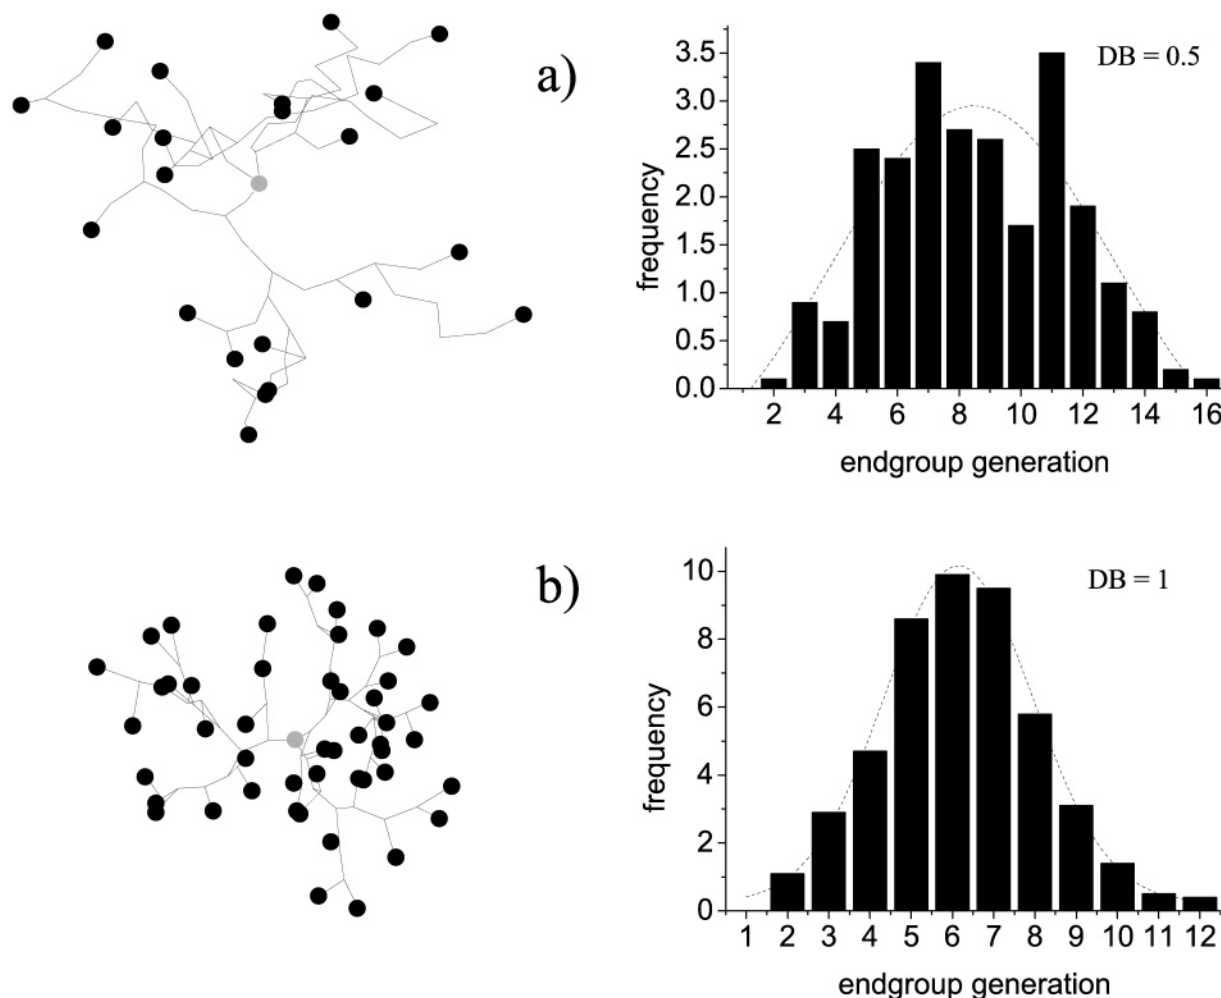 a)
DB = 0.5
frequency
3.5
3.0
2.5
2.0
1.5
1.0
0.5
0.0
2 4 6 8 10 12 14 16
endgroup generation
b)
DB = 1
frequency
10
8
6
4
2
0
1 2 3 4 5 6 7 8 9 10 11 12
endgroup generation